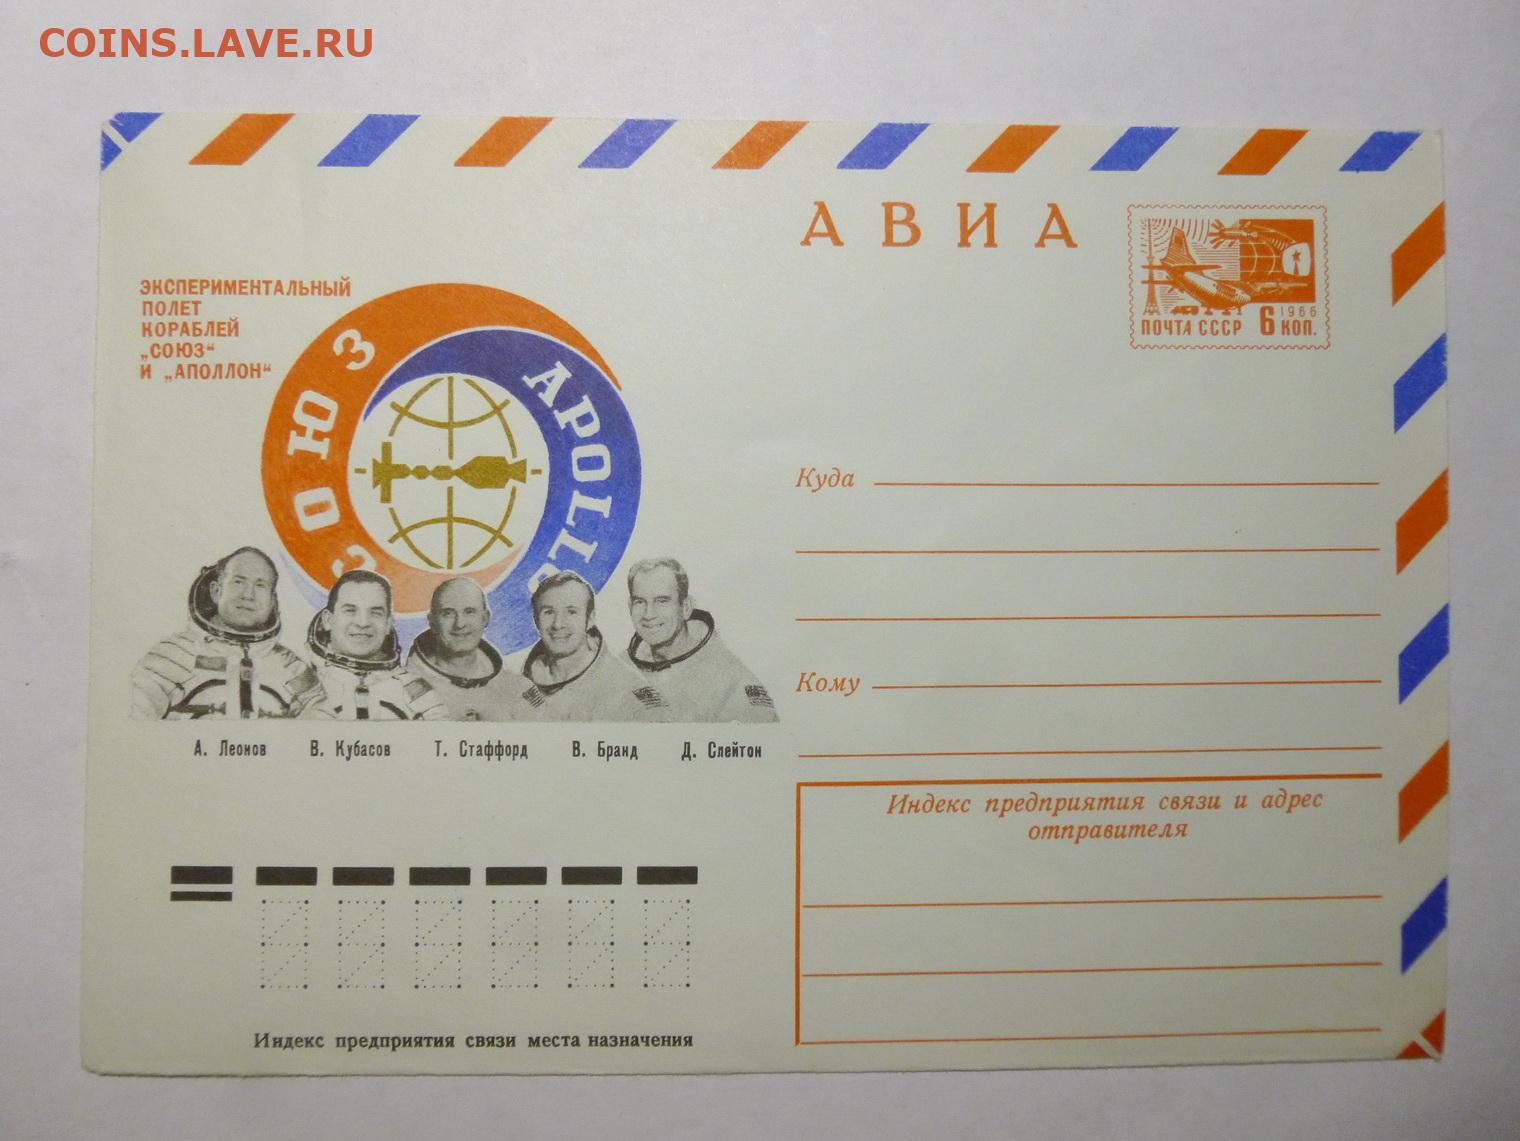 COINS.LAVE.RU
АВИА
1966
ПОЧТА СССР 6 КОП.
ЭКСПЕРИМЕНТАЛЬНЫЙ
ПОЛЕТ
КОРАБЛЕЙ
„СОЮЗ“
И „АПОЛЛОН“
СОЮЗ
APOLLO
А. Леонов В. Кубасов Т. Стаффорд В. Бранд Д. Слейтон
Куда
Кому
Индекс предприятия связи и адрес
отправителя
Индекс предприятия связи места назначения